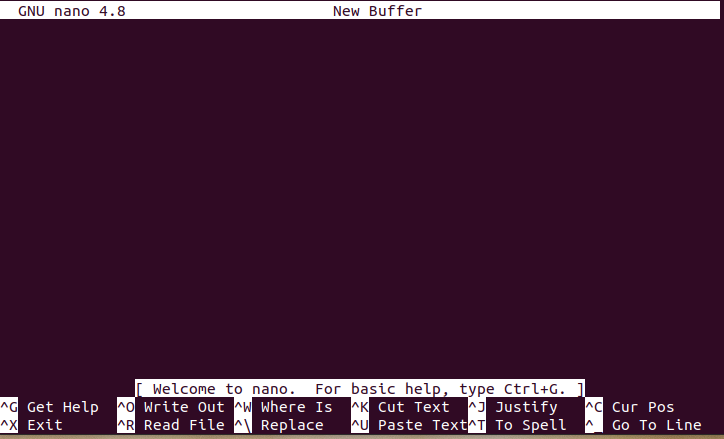 GNU nano 4.8 New Buffer
[ Welcome to nano.  For basic help, type Ctrl+G. ]
^G Get Help ^O Write Out ^W Where Is ^K Cut Text ^J Justify ^C Cur Pos
^X Exit ^R Read File ^\ Replace ^U Paste Text ^T To Spell ^_ Go To Line